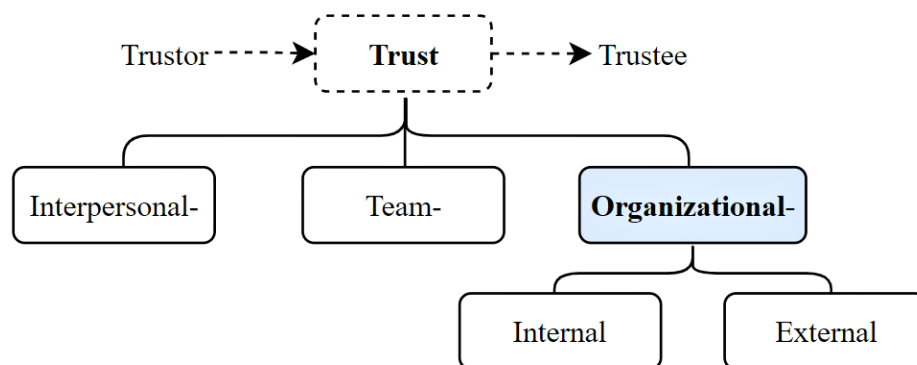 Trustor
Trust
Trustee
Interpersonal-
Team-
Organizational-
Internal
External